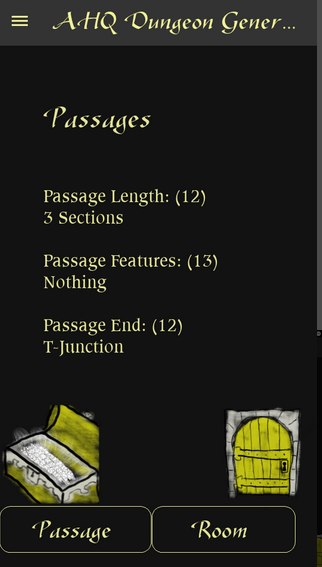 AHQ Dungeon Gener...
Passages
Passage Length: (12)
3 Sections
Passage Features: (13)
Nothing
Passage End: (12)
T-Junction
Passage
Room